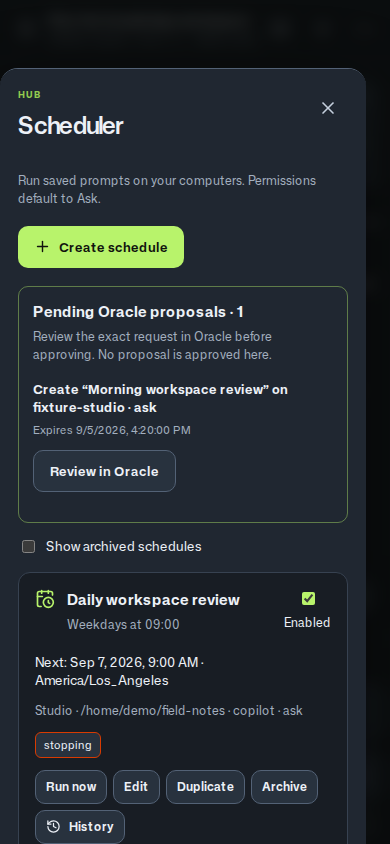 HUB
Scheduler
Run saved prompts on your computers. Permissions
default to Ask.
Create schedule
Pending Oracle proposals · 1
Review the exact request in Oracle before
approving. No proposal is approved here.
Create “Morning workspace review” on
fixture-studio · ask
Expires 9/5/2026, 4:20:00 PM
Review in Oracle
Show archived schedules
Daily workspace review
Weekdays at 09:00
Enabled
Next: Sep 7, 2026, 9:00 AM ·
America/Los_Angeles
Studio · /home/demo/field-notes · copilot · ask
stopping
Run now Edit Duplicate Archive
History